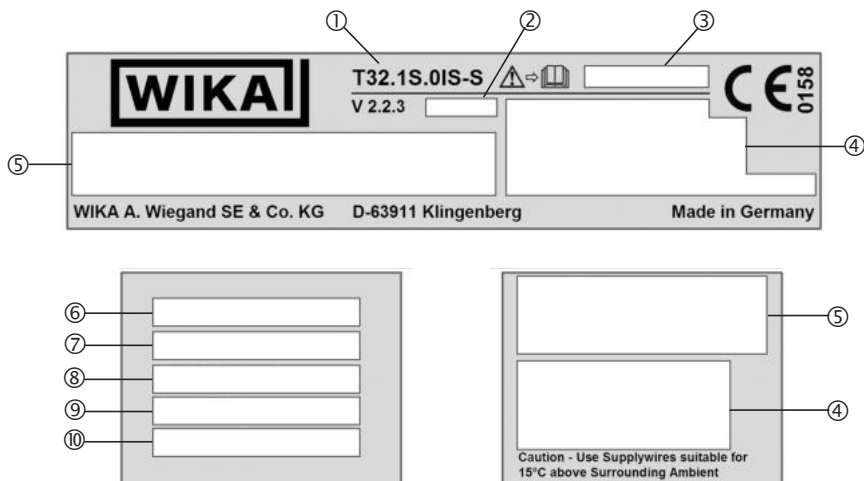 ① ② ③
WIKA T32.1S.0IS-S
V 2.2.3
0158
④
⑤
WIKA A. Wiegand SE & Co. KG D-63911 Klingenberg Made in Germany
⑥
⑦
⑧
⑨
⑩
⑤
④
Caution - Use Supplywires suitable for
15°C above Surrounding Ambient